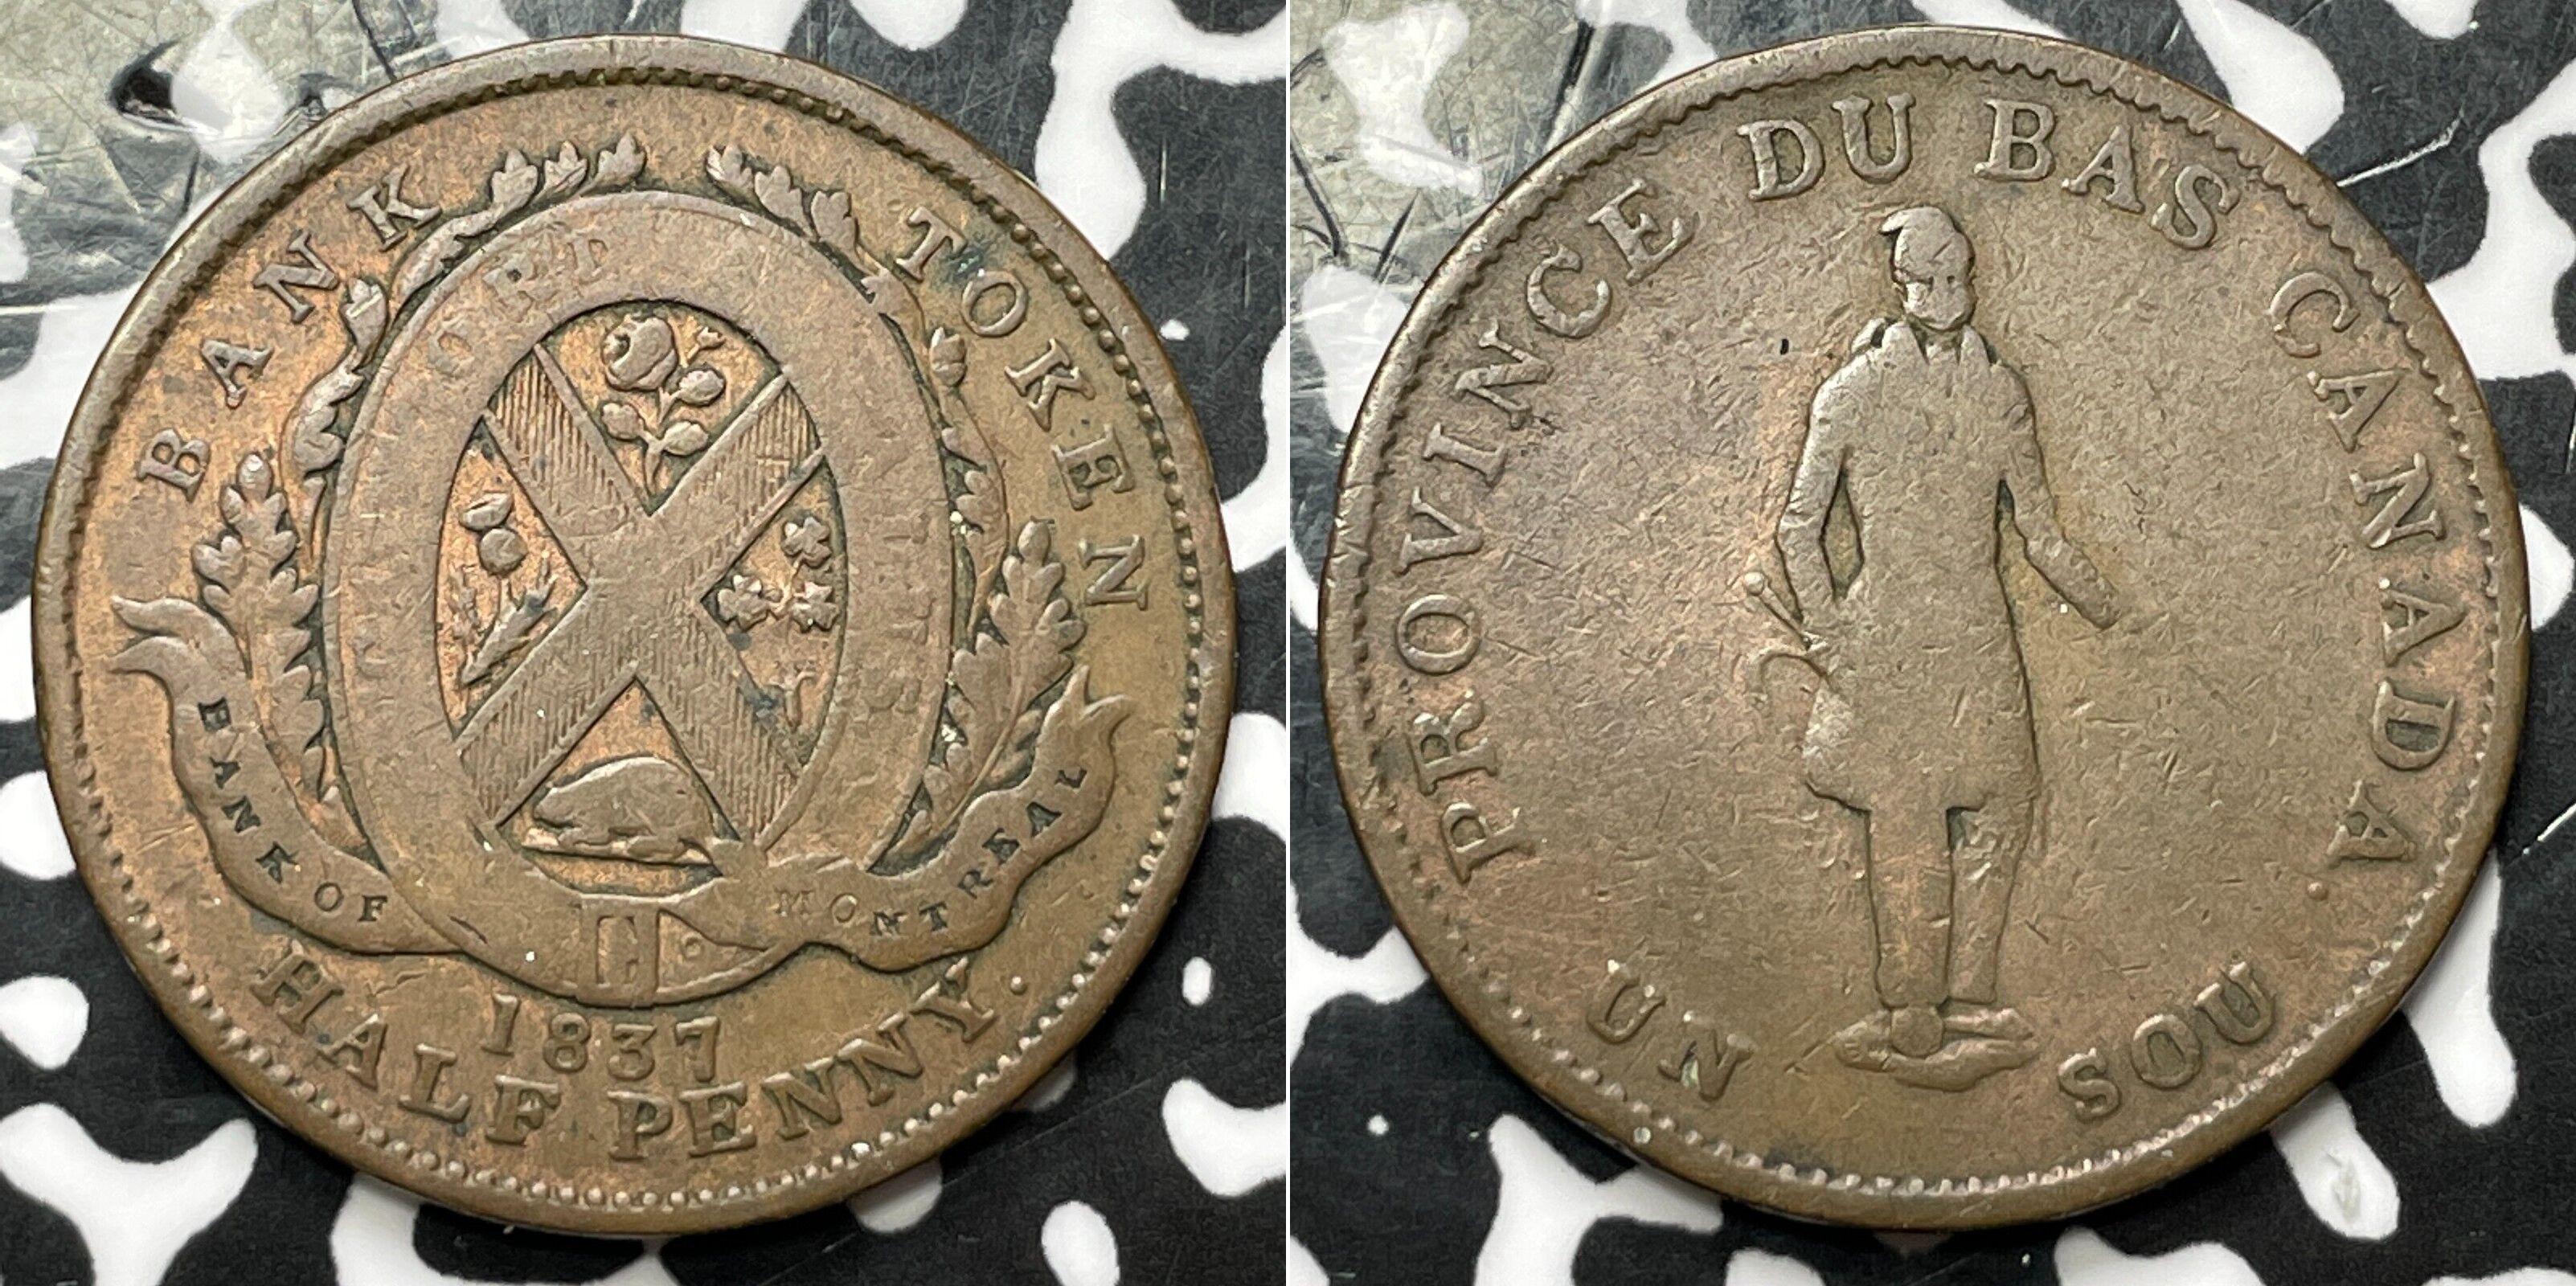 BANK TOKEN
BANK OF MONTREAL
1837
HALF PENNY.
PROVINCE DU BAS CANADA.
UN SOU